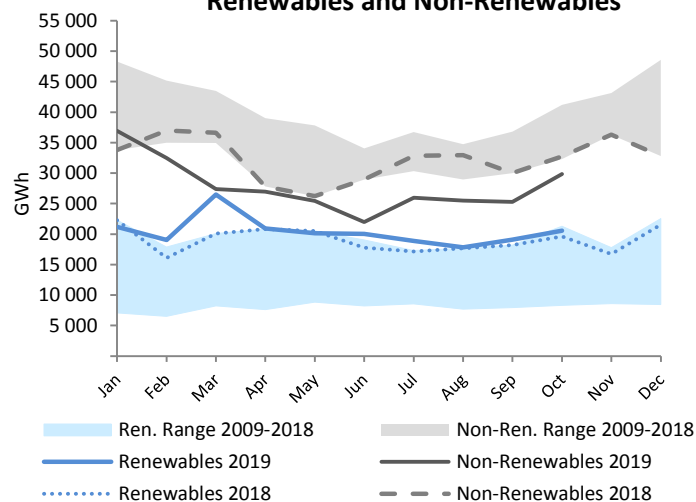 Renewables and Non-Renewables
55 000
50 000
45 000
40 000
35 000
30 000
25 000
20 000
15 000
10 000
5 000
GWh
Jan Feb Mar Apr May Jun Jul Aug Sep Oct Nov Dec
Ren. Range 2009-2018 Non-Ren. Range 2009-2018
Renewables 2019 Non-Renewables 2019
Renewables 2018 Non-Renewables 2018